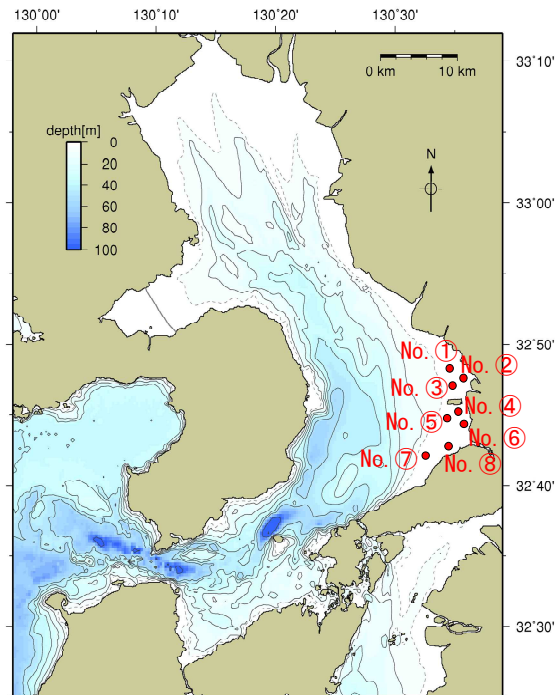 130°00′ 130°10′ 130°20′ 130°30′
33°10′
0 km 10 km
depth[m]
0
20
40
60
80
100
N
33°00′
32°50′
No. ①
No. ②
No. ③
No. ④
No. ⑤
No. ⑥
No. ⑦
No. ⑧
32°40′
32°30′